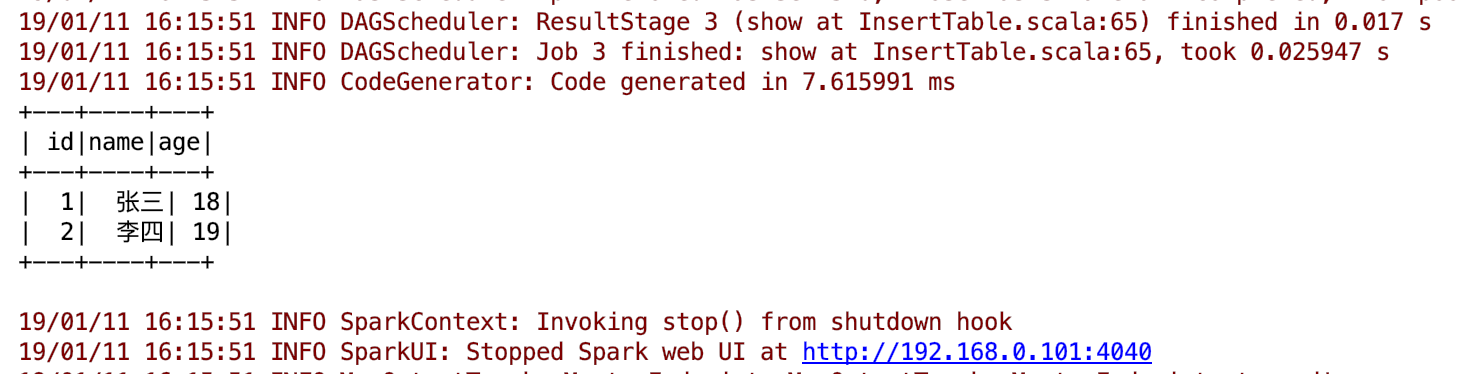 19/01/11 16:15:51 INFO DAGScheduler: ResultStage 3 (show at InsertTable.scala:65) finished in 0.017 s
19/01/11 16:15:51 INFO DAGScheduler: Job 3 finished: show at InsertTable.scala:65, took 0.025947 s
19/01/11 16:15:51 INFO CodeGenerator: Code generated in 7.615991 ms
+---+----+---+
| id|name|age|
+---+----+---+
|  1|  张三| 18|
|  2|  李四| 19|
+---+----+---+
19/01/11 16:15:51 INFO SparkContext: Invoking stop() from shutdown hook
19/01/11 16:15:51 INFO SparkUI: Stopped Spark web UI at http://192.168.0.101:4040